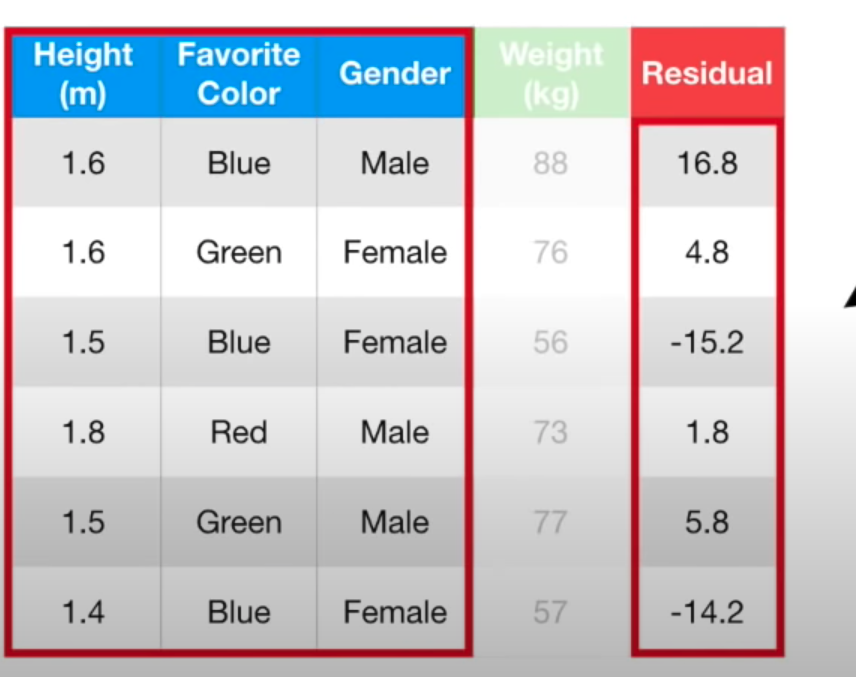 Height (m) Favorite Color Gender Weight (kg) Residual
1.6 Blue Male 88 16.8
1.6 Green Female 76 4.8
1.5 Blue Female 56 -15.2
1.8 Red Male 73 1.8
1.5 Green Male 77 5.8
1.4 Blue Female 57 -14.2